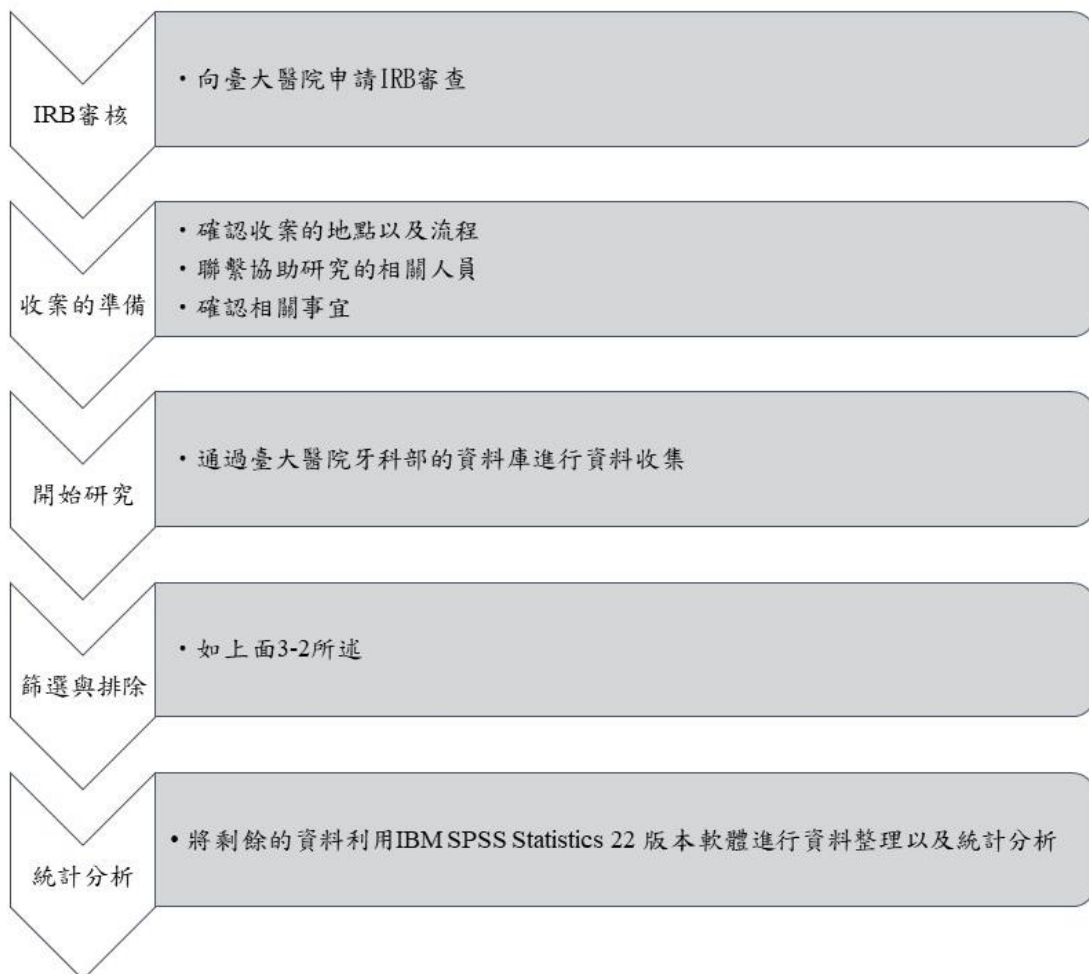 IRB審核
・向臺大醫院申請IRB審查
收案的準備
・確認收案的地點以及流程
・聯繫協助研究的相關人員
・確認相關事宜
開始研究
・通過臺大醫院牙科部的資料庫進行資料收集
篩選與排除
・如上面3-2所述
統計分析
•將剩餘的資料利用IBM SPSS Statistics 22 版本軟體進行資料整理以及統計分析